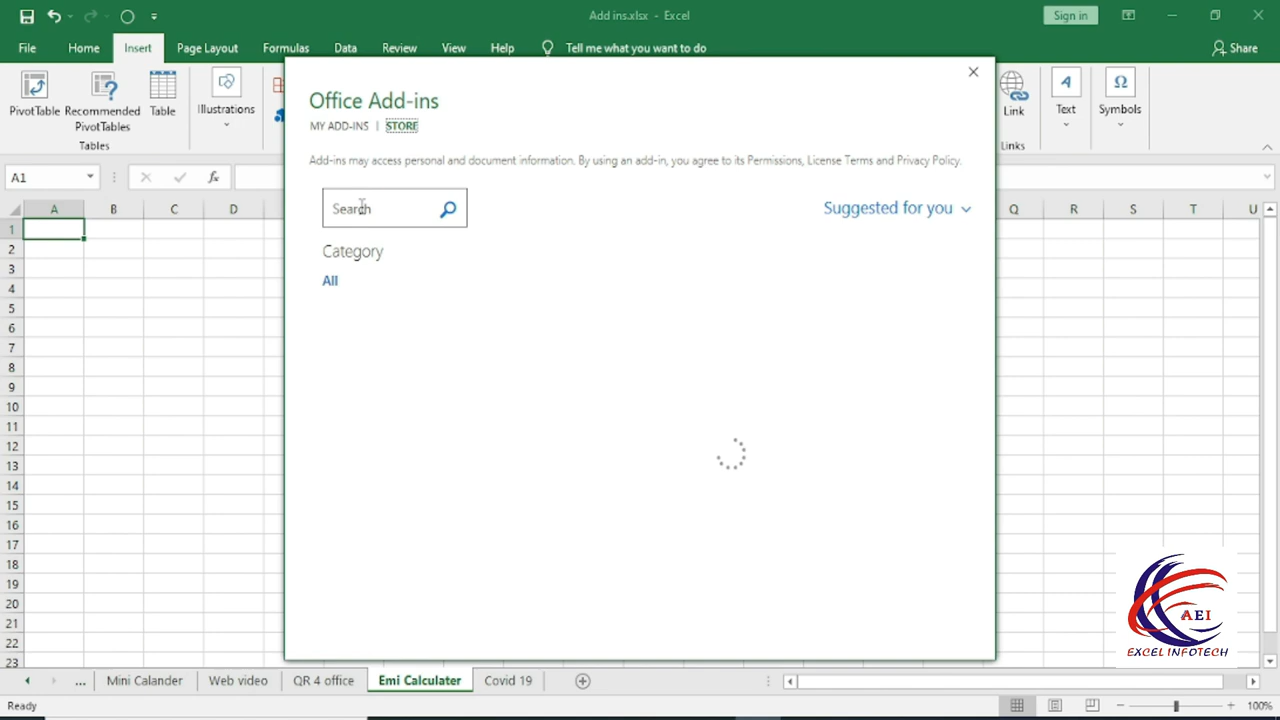 Add ins.xlsx - Excel
Sign in
File Home Insert Page Layout Formulas Data Review View Help Tell me what you want to do Share
PivotTable Recommended PivotTables Table
Tables
Illustrations
Link
Links
Text
Symbols
Office Add-ins
MY ADD-INS | STORE
Add-ins may access personal and document information. By using an add-in, you agree to its Permissions, License Terms and Privacy Policy.
Search
Suggested for you
Category
All
A1
fx
A B C D Q R S T U
1
2
3
4
5
6
7
8
9
10
11
12
13
14
15
16
17
18
19
20
21
22
23
AEI
EXCEL INFOTECH
... Mini Calander Web video QR 4 office Emi Calculater Covid 19
Ready
100%